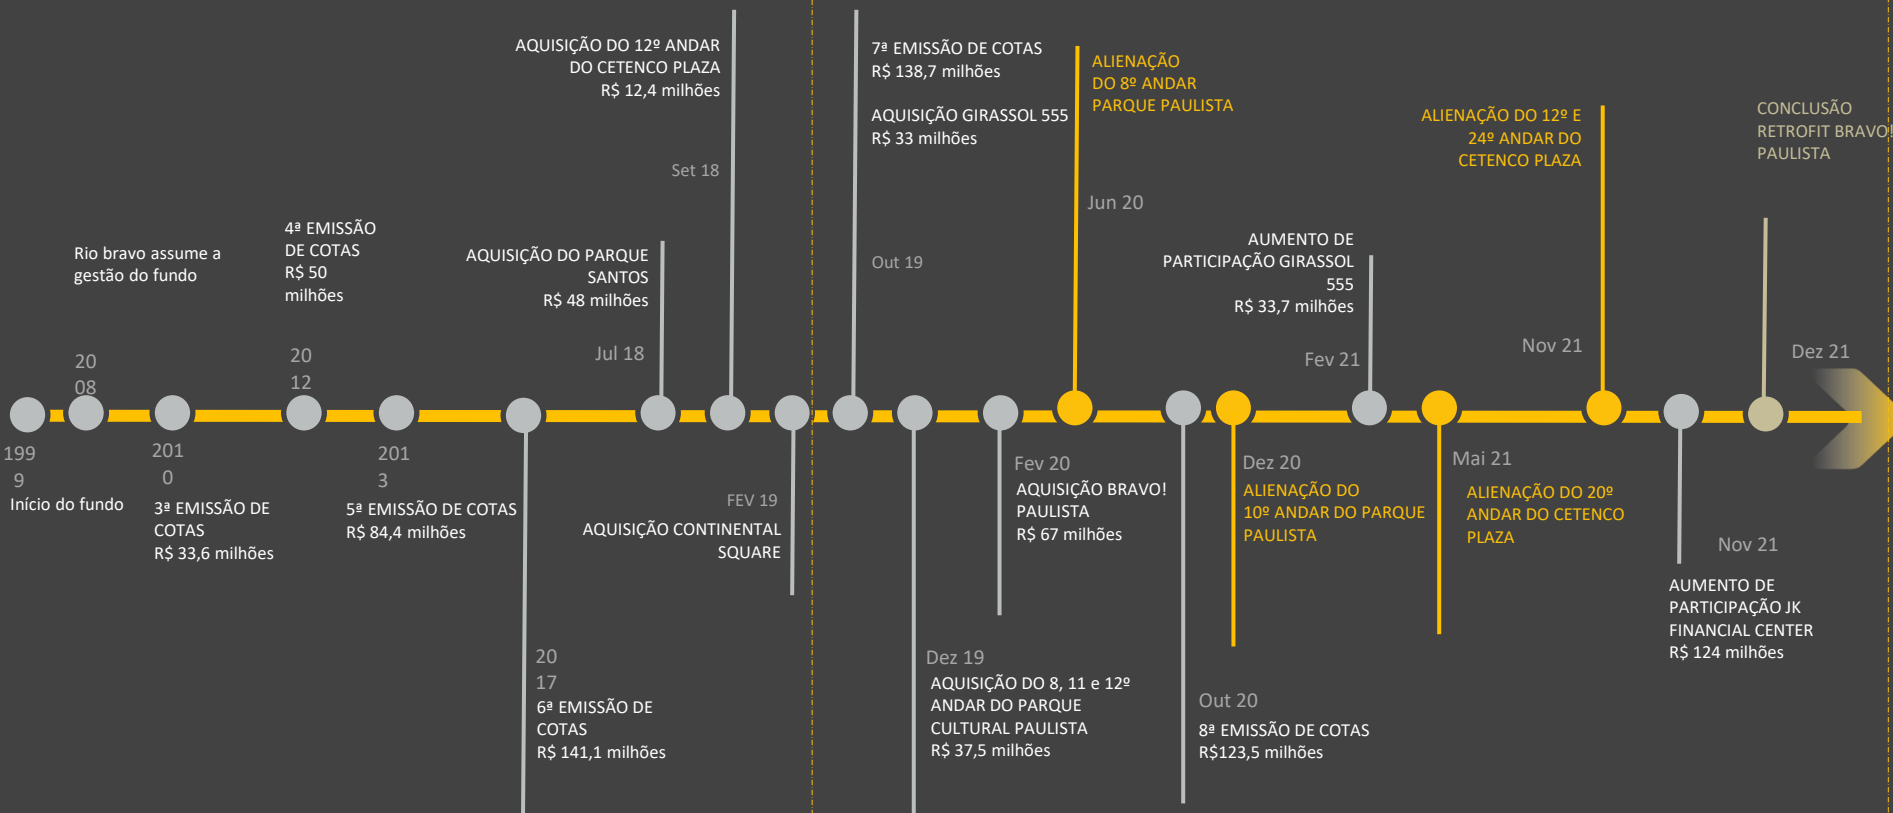 AQUISIÇÃO DO 12º ANDAR
DO CETENCO PLAZA
R$ 12,4 milhões
Set 18
7ª EMISSÃO DE COTAS
R$ 138,7 milhões
AQUISIÇÃO GIRASSOL 555
R$ 33 milhões
Out 19
ALIENAÇÃO
DO 8º ANDAR
PARQUE PAULISTA
Jun 20
ALIENAÇÃO DO 12º E
24º ANDAR DO
CETENCO PLAZA
Nov 21
CONCLUSÃO
RETROFIT BRAVO!
PAULISTA
Dez 21
Rio bravo assume a
gestão do fundo
20
08
4ª EMISSÃO
DE COTAS
R$ 50
milhões
20
12
AQUISIÇÃO DO PARQUE
SANTOS
R$ 48 milhões
Jul 18
AUMENTO DE
PARTICIPAÇÃO GIRASSOL
555
R$ 33,7 milhões
Fev 21
199
9
Início do fundo
201
0
3ª EMISSÃO DE
COTAS
R$ 33,6 milhões
201
3
5ª EMISSÃO DE COTAS
R$ 84,4 milhões
20
17
6ª EMISSÃO DE
COTAS
R$ 141,1 milhões
FEV 19
AQUISIÇÃO CONTINENTAL
SQUARE
Dez 19
AQUISIÇÃO DO 8, 11 e 12º
ANDAR DO PARQUE
CULTURAL PAULISTA
R$ 37,5 milhões
Fev 20
AQUISIÇÃO BRAVO!
PAULISTA
R$ 67 milhões
Out 20
8ª EMISSÃO DE COTAS
R$123,5 milhões
Dez 20
ALIENAÇÃO DO
10º ANDAR DO PARQUE
PAULISTA
Mai 21
ALIENAÇÃO DO 20º
ANDAR DO CETENCO
PLAZA
Nov 21
AUMENTO DE
PARTICIPAÇÃO JK
FINANCIAL CENTER
R$ 124 milhões